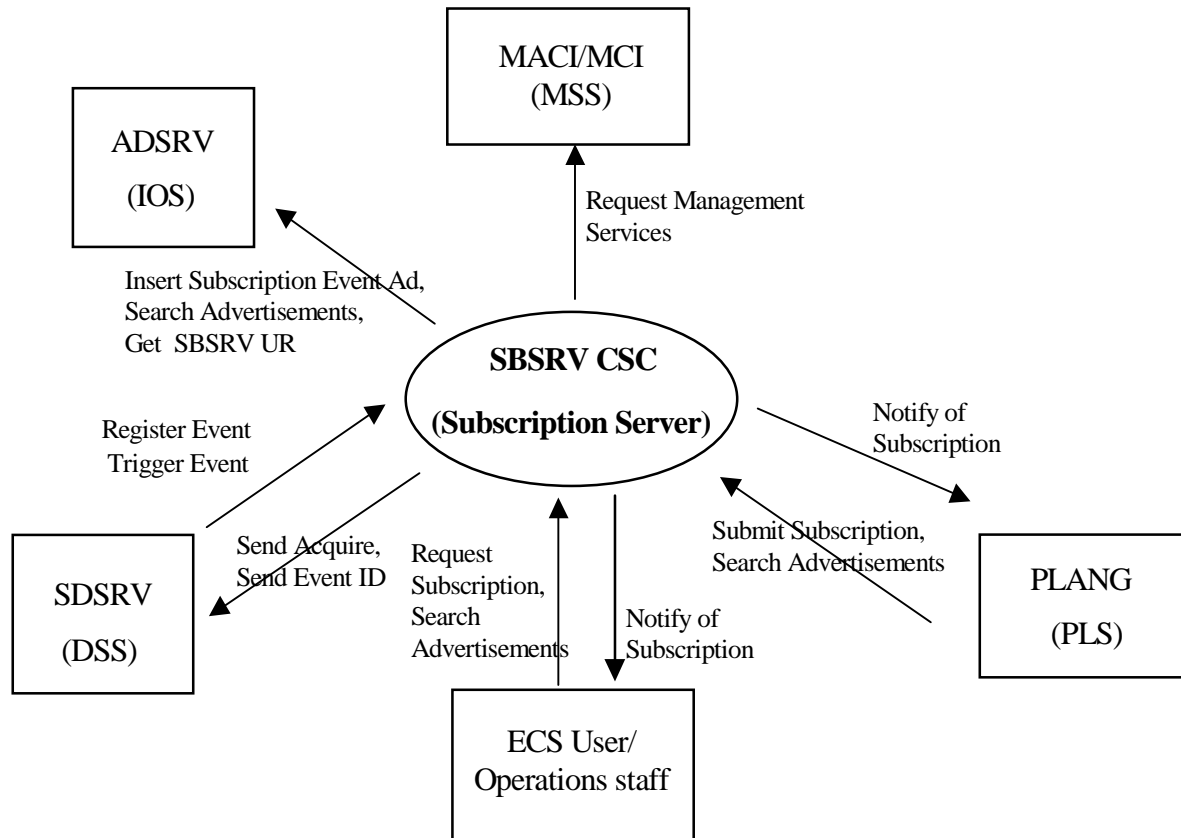 MACI/MCI
(MSS)
ADSRV
(IOS)
Request Management
Services
Insert Subscription Event Ad,
Search Advertisements,
Get SBSRV UR
SBSRV CSC
(Subscription Server)
Register Event
Trigger Event
Notify of
Subscription
Send Acquire,
Send Event ID
Request
Subscription,
Search
Advertisements
Notify of
Subscription
Submit Subscription,
Search Advertisements
SDSRV
(DSS)
PLANG
(PLS)
ECS User/
Operations staff